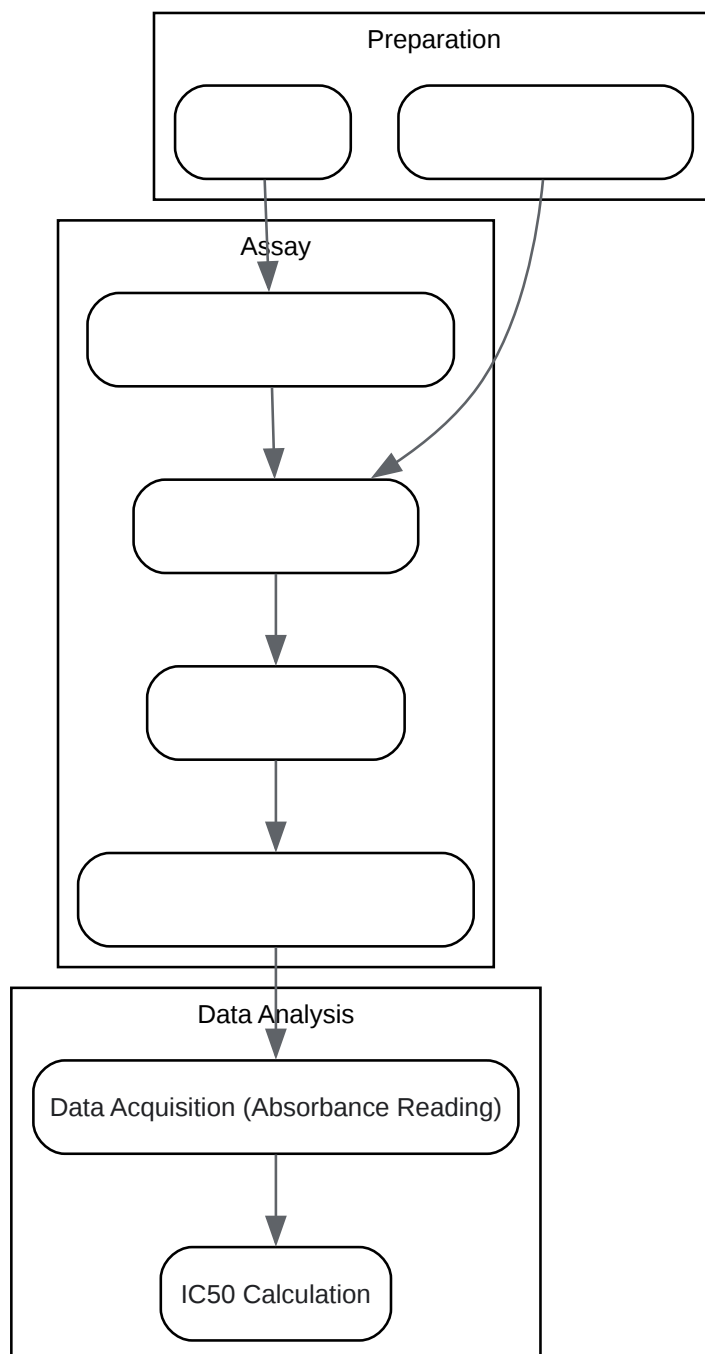 Preparation
Assay
Data Analysis
Data Acquisition (Absorbance Reading)
IC50 Calculation